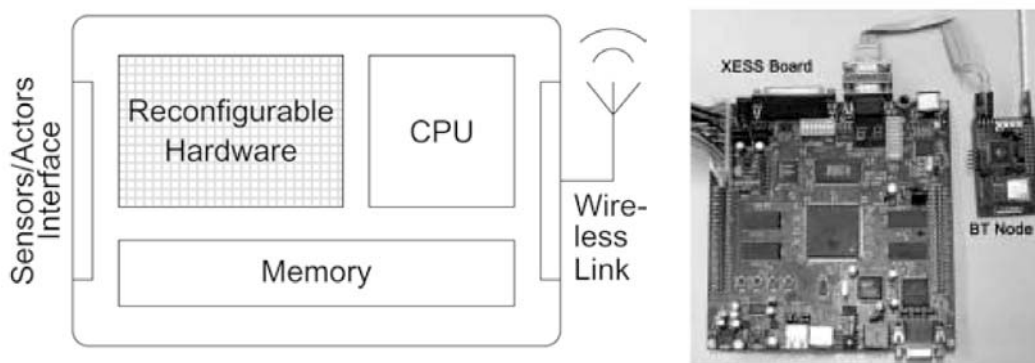 Sensors/Actors
Interface
Reconfigurable
Hardware
CPU
Memory
Wire-
less
Link
XESS Board
BT Node